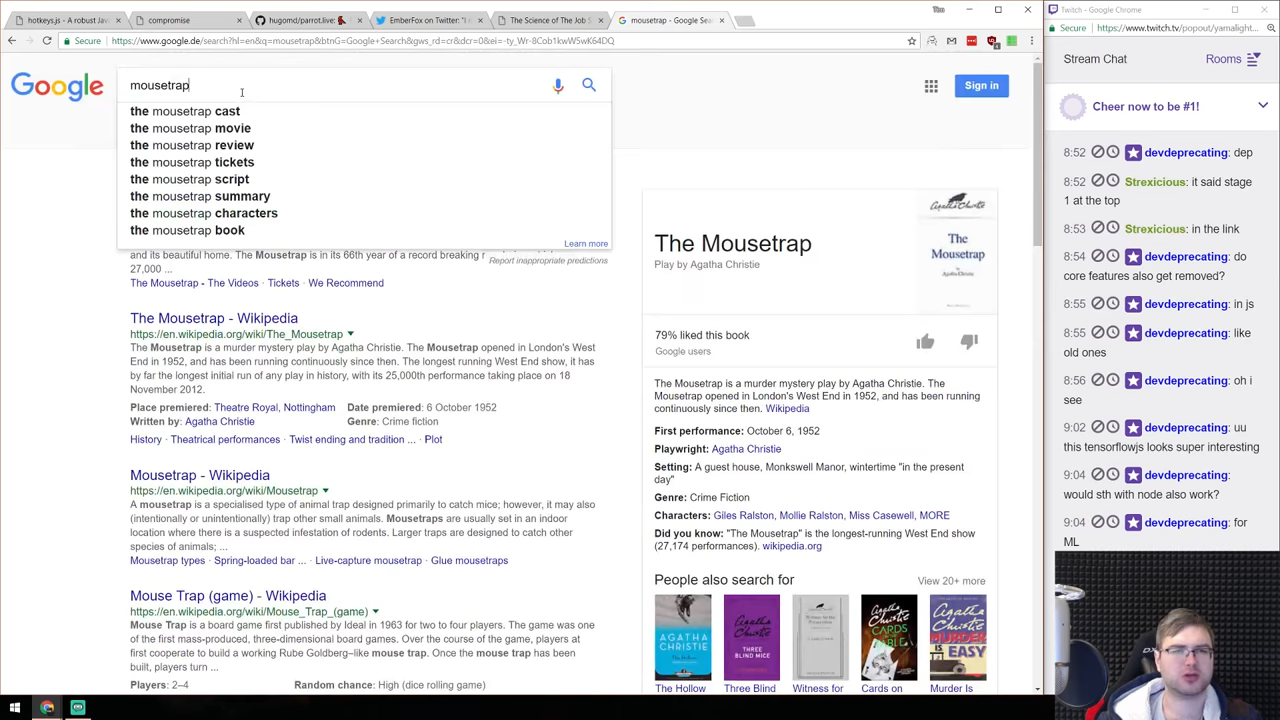 hotkeys.js - A robust Jav
compromise
hugomd/parrot.live:
EmberFox on Twitter: "I
The Science of The Job S
mousetrap - Google Sea
Tim
Secure
https://www.google.de/search?hl=en&q=mousetrap&btnG=Google+Search&gws_rd=cr&dcr=0&ei=-ty_Wr-8Cob1kwW5wK64DQ
Google
mousetrap
Sign in
the mousetrap cast
the mousetrap movie
the mousetrap review
the mousetrap tickets
the mousetrap script
the mousetrap summary
the mousetrap characters
the mousetrap book
Learn more
Report inappropriate predictions
and its beautiful home. The Mousetrap is in its 66th year of a record breaking
27,000 ...
The Mousetrap - The Videos · Tickets · We Recommend
The Mousetrap - Wikipedia
https://en.wikipedia.org/wiki/The_Mousetrap
The Mousetrap is a murder mystery play by Agatha Christie. The Mousetrap opened in London's West
End in 1952, and has been running continuously since then. The longest running West End show, it has
by far the longest initial run of any play in history, with its 25,000th performance taking place on 18
November 2012.
Place premiered: Theatre Royal, Nottingham Date premiered: 6 October 1952
Written by: Agatha Christie Genre: Crime fiction
History · Theatrical performances · Twist ending and tradition ... · Plot
Mousetrap - Wikipedia
https://en.wikipedia.org/wiki/Mousetrap
A mousetrap is a specialised type of animal trap designed primarily to catch mice; however, it may also
(intentionally or unintentionally) trap other small animals. Mousetraps are usually set in an indoor
location where there is a suspected infestation of rodents. Larger traps are designed to catch other
species of animals; ...
Mousetrap types · Spring-loaded bar ... · Live-capture mousetrap · Glue mousetraps
Mouse Trap (game) - Wikipedia
https://en.wikipedia.org/wiki/Mouse_Trap_(game)
Mouse Trap is a board game first published by Ideal in 1963 for two to four players. The game was one
of the first mass-produced, three-dimensional board games. Over the course of the game, players at
first cooperate to build a working Rube Goldberg–like mouse trap. Once the mouse trap has been
built, players turn ...
Players: 2–4 Random chance: High (dice rolling game)
The Mousetrap
Play by Agatha Christie
Agatha Christie
The
Mousetrap
79% liked this book
Google users
The Mousetrap is a murder mystery play by Agatha Christie. The
Mousetrap opened in London's West End in 1952, and has been running
continuously since then. Wikipedia
First performance: October 6, 1952
Playwright: Agatha Christie
Setting: A guest house, Monkswell Manor, wintertime "in the present
day"
Genre: Crime Fiction
Characters: Giles Ralston, Mollie Ralston, Miss Casewell, MORE
Did you know: "The Mousetrap" is the longest-running West End show
(27,174 performances). wikipedia.org
People also search for
View 20+ more
AGATHA
CHRISTIE
THREE
BLIND MICE
AGATHA CHRISTIE
CARDS
TABLE
Agatha
Christie
MURDER
IS
EASY
The Hollow
Three Blind
Witness for
Cards on
Murder Is
Twitch - Google Chrome
Secure
https://www.twitch.tv/popout/yamalight
Stream Chat
Rooms
Cheer now to be #1!
8:52 devdeprecating: dep
8:52 Strexicious: it said stage
1 at the top
8:53 Strexicious: in the link
8:54 devdeprecating: do
core features also get removed?
8:55 devdeprecating: in js
8:55 devdeprecating: like
old ones
8:56 devdeprecating: oh i
see
9:02 devdeprecating: uu
this tensorflowjs looks super interesting
9:04 devdeprecating:
would sth with node also work?
9:04 devdeprecating: for
ML